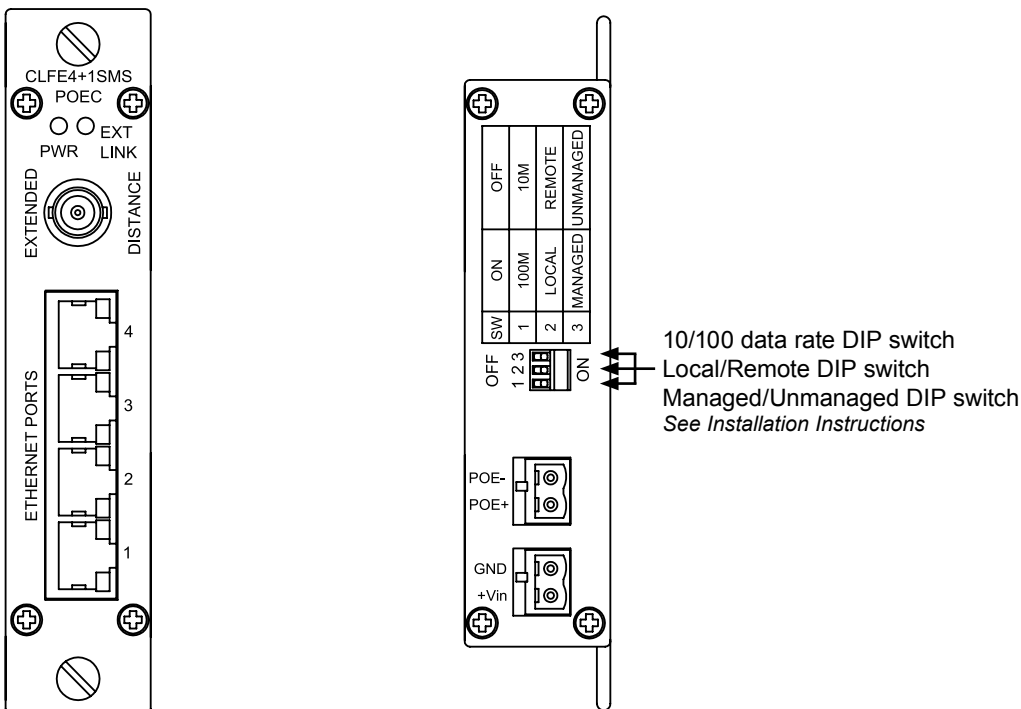 CLFE4+1SMS
POEC
EXT
PWR LINK
EXTENDED
DISTANCE
ETHERNET PORTS
4
3
2
1
OFF 10M REMOTE UNMANAGED
ON 100M LOCAL MANAGED
SW 1 2 3
OFF
1 2 3
ON
10/100 data rate DIP switch
Local/Remote DIP switch
Managed/Unmanaged DIP switch
See Installation Instructions
POE-
POE+
GND
+Vin